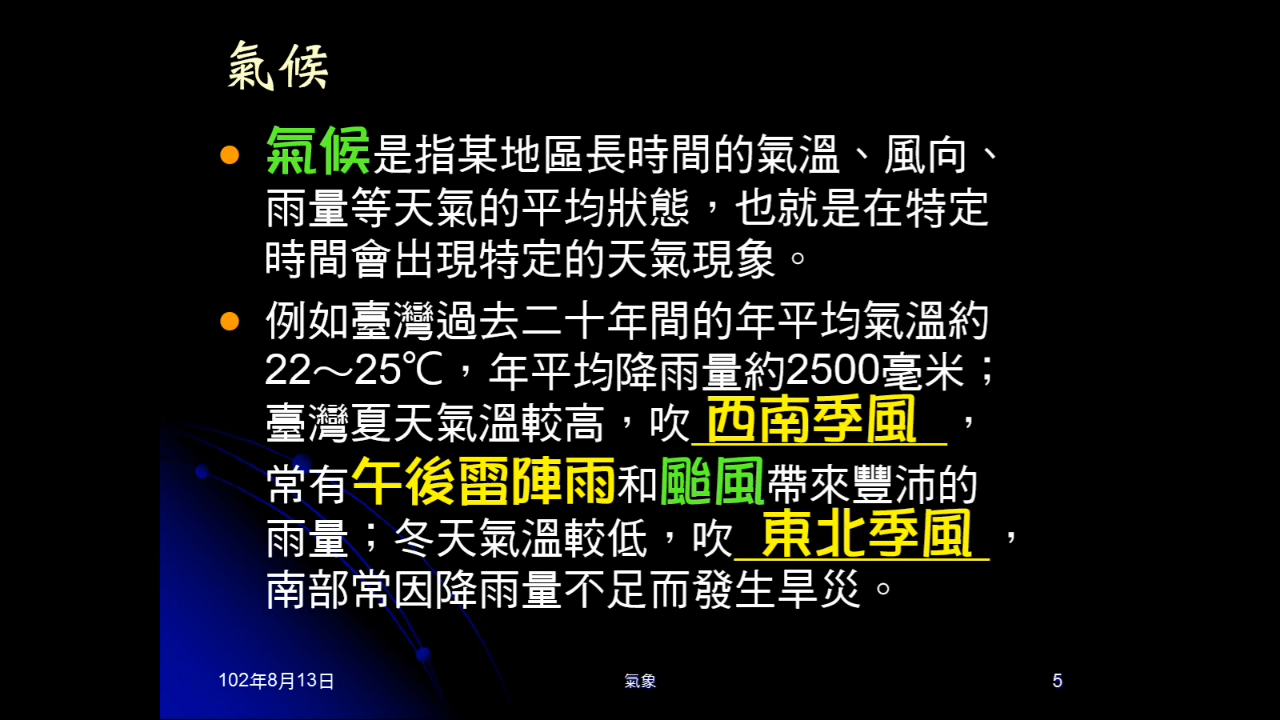 氣候
氣候是指某地區長時間的氣溫、風向、
雨量等天氣的平均狀態，也就是在特定
時間會出現特定的天氣現象。
例如臺灣過去二十年間的年平均氣溫約
22～25℃，年平均降雨量約2500毫米；
臺灣夏天氣溫較高，吹 西南季風 ，
常有午後雷陣雨和颱風帶來豐沛的
雨量；冬天氣溫較低，吹 東北季風 ，
南部常因降雨量不足而發生旱災。
102年8月13日
氣象
5